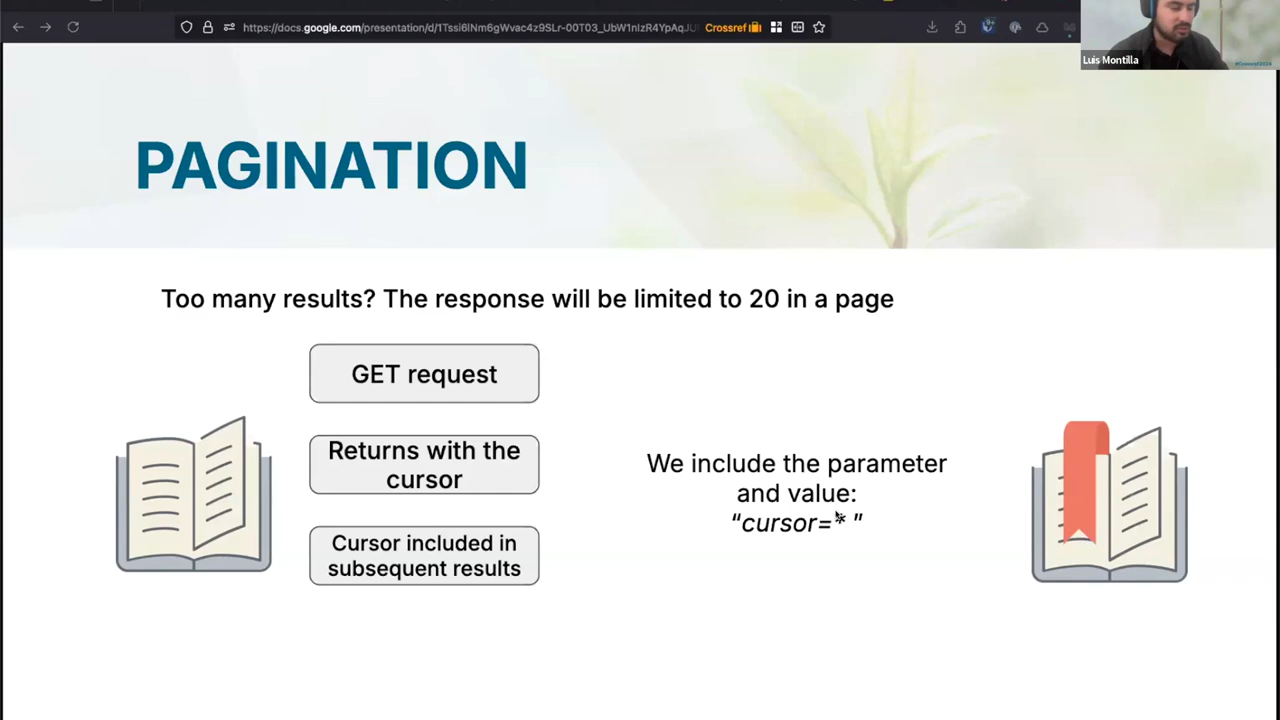 https://docs.google.com/presentation/d/1Tssi6lNm6gWvac4z9SLr-00T03_UbW1nIzR4YpAqJU
Crossref
Luis Montilla
#Crossref2024
PAGINATION
Too many results? The response will be limited to 20 in a page
GET request
Returns with the
cursor
Cursor included in
subsequent results
We include the parameter
and value:
“cursor=* ”